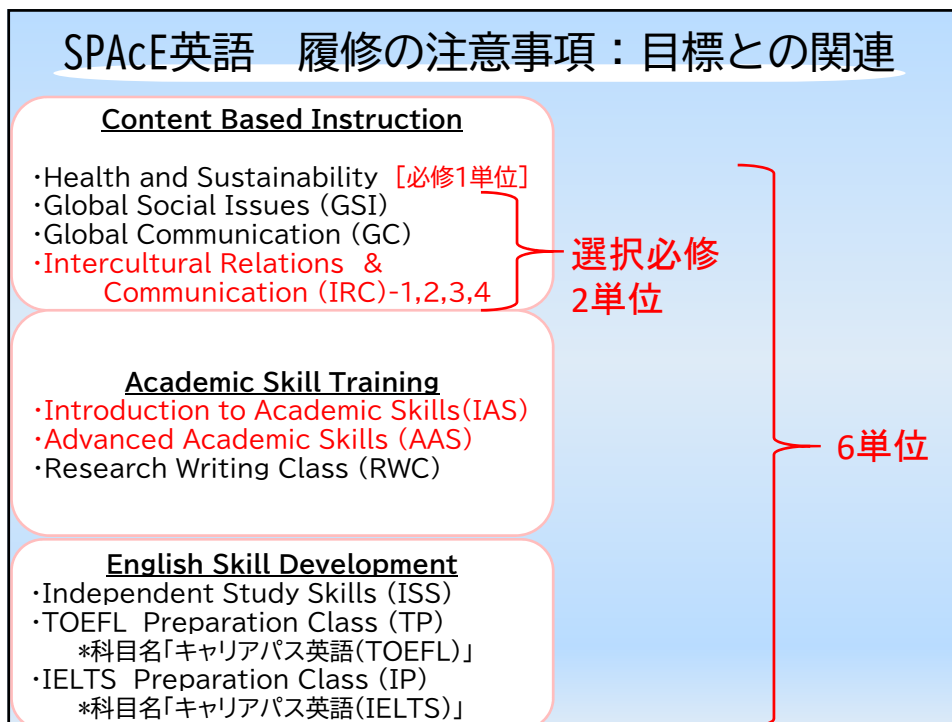 SPAcE英語　履修の注意事項：目標との関連
Content Based Instruction
・Health and Sustainability [必修1単位]
・Global Social Issues (GSI)
・Global Communication (GC)
・Intercultural Relations &
Communication (IRC)-1,2,3,4
選択必修
2単位
Academic Skill Training
・Introduction to Academic Skills(IAS)
・Advanced Academic Skills (AAS)
・Research Writing Class (RWC)
6単位
English Skill Development
・Independent Study Skills (ISS)
・TOEFL Preparation Class (TP)
*科目名「キャリアパス英語(TOEFL)」
・IELTS Preparation Class (IP)
*科目名「キャリアパス英語(IELTS)」